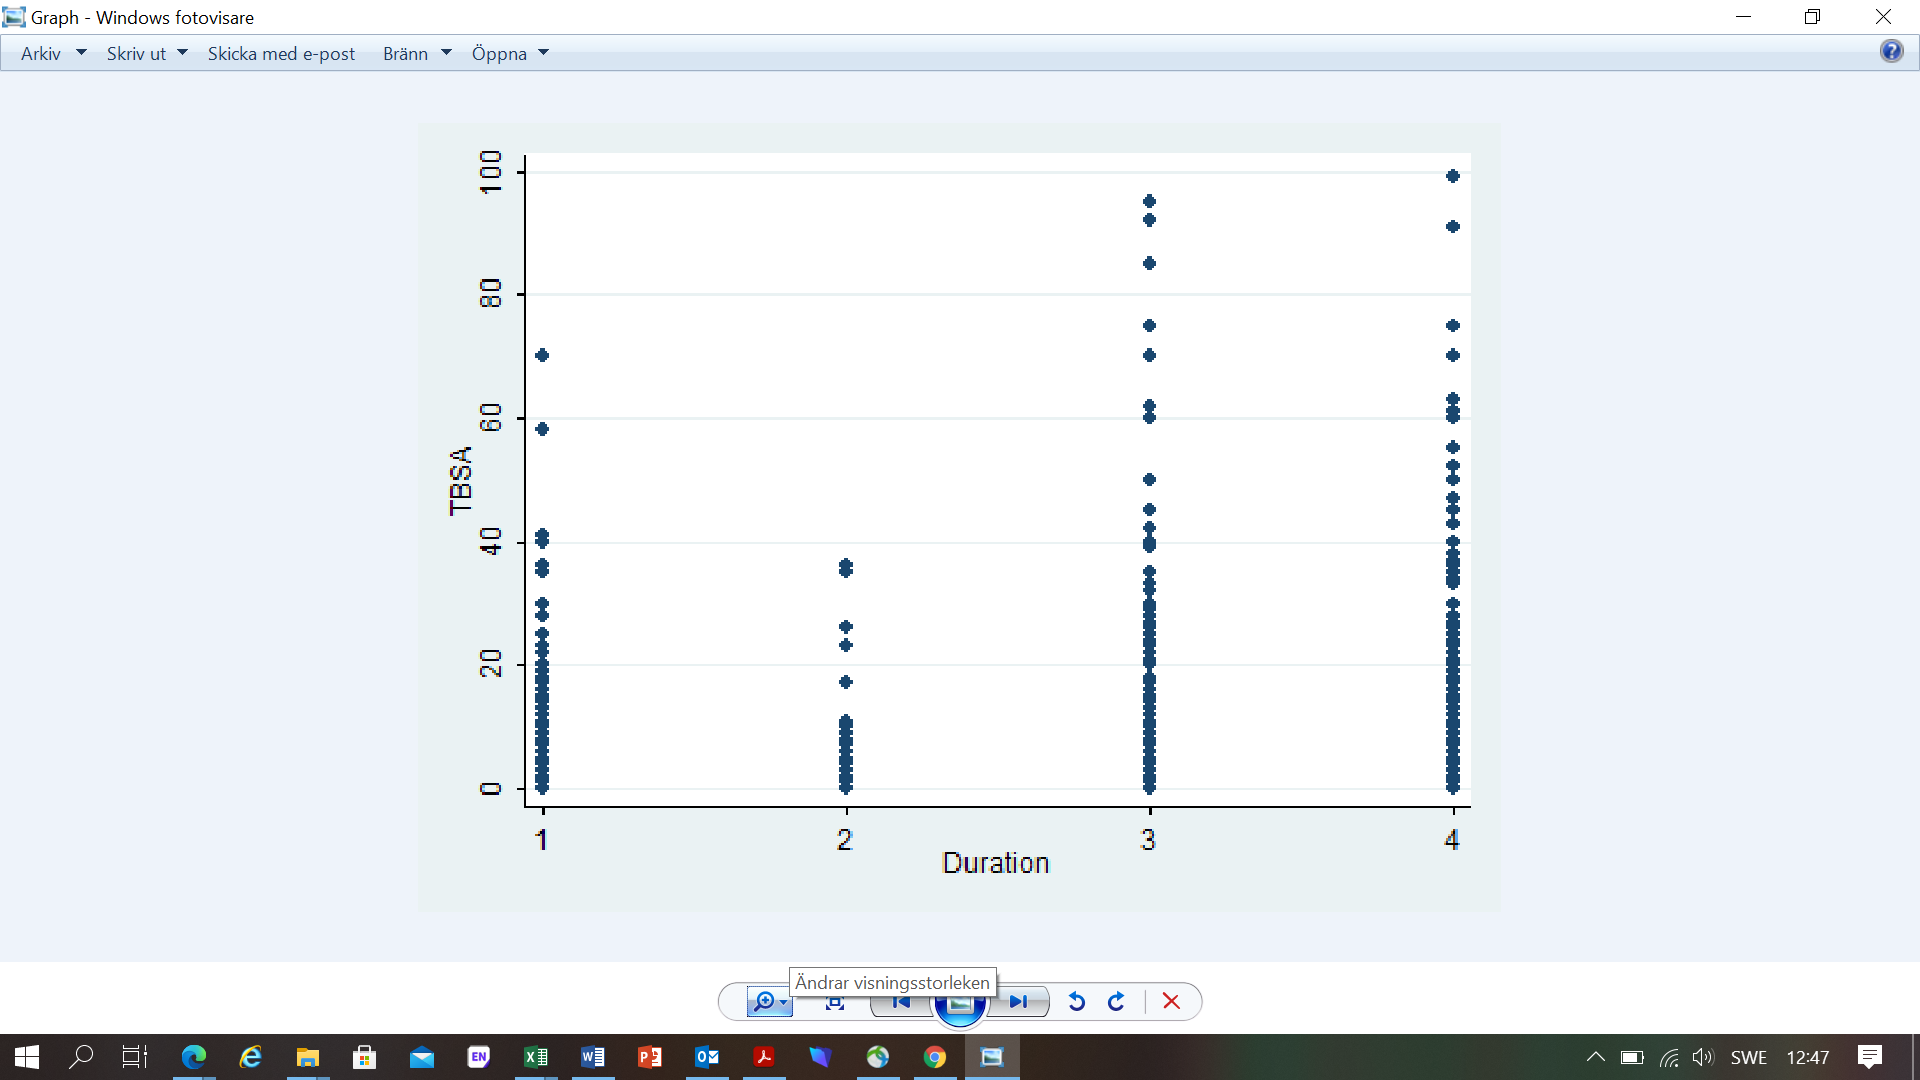 Graph - Windows fotovisare
Arkiv Skriv ut Skicka med e-post Bränn Öppna
100
80
60
40
20
0
TBSA
1 2 3 4
Duration
Ändrar visningsstorleken
EN
SWE 12:47